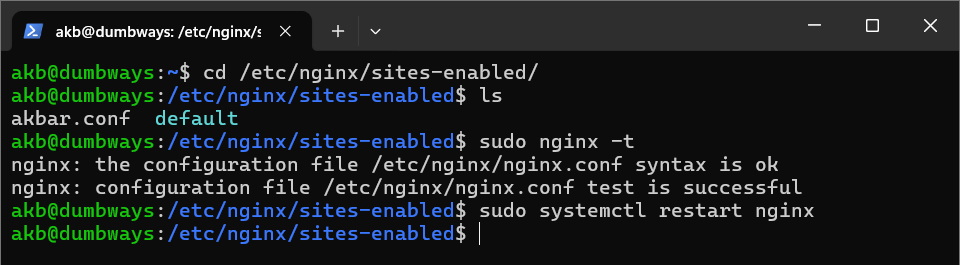 akb@dumbways: /etc/nginx/s
akb@dumbways:~$ cd /etc/nginx/sites-enabled/
akb@dumbways:/etc/nginx/sites-enabled$ ls
akbar.conf  default
akb@dumbways:/etc/nginx/sites-enabled$ sudo nginx -t
nginx: the configuration file /etc/nginx/nginx.conf syntax is ok
nginx: configuration file /etc/nginx/nginx.conf test is successful
akb@dumbways:/etc/nginx/sites-enabled$ sudo systemctl restart nginx
akb@dumbways:/etc/nginx/sites-enabled$